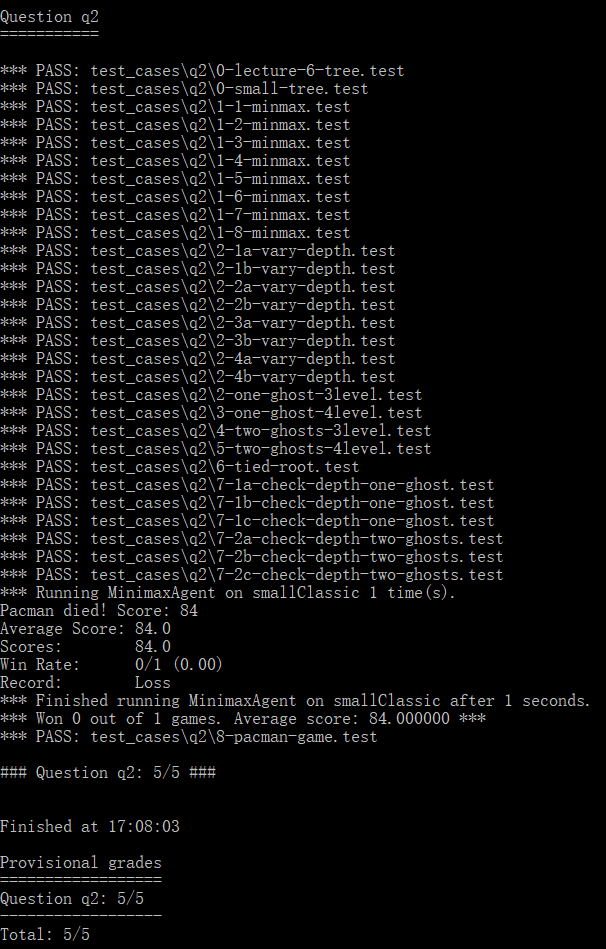 Question q2
===========
*** PASS: test_cases\q2\0-lecture-6-tree.test
*** PASS: test_cases\q2\0-small-tree.test
*** PASS: test_cases\q2\1-1-minmax.test
*** PASS: test_cases\q2\1-2-minmax.test
*** PASS: test_cases\q2\1-3-minmax.test
*** PASS: test_cases\q2\1-4-minmax.test
*** PASS: test_cases\q2\1-5-minmax.test
*** PASS: test_cases\q2\1-6-minmax.test
*** PASS: test_cases\q2\1-7-minmax.test
*** PASS: test_cases\q2\1-8-minmax.test
*** PASS: test_cases\q2\2-1a-vary-depth.test
*** PASS: test_cases\q2\2-1b-vary-depth.test
*** PASS: test_cases\q2\2-2a-vary-depth.test
*** PASS: test_cases\q2\2-2b-vary-depth.test
*** PASS: test_cases\q2\2-3a-vary-depth.test
*** PASS: test_cases\q2\2-3b-vary-depth.test
*** PASS: test_cases\q2\2-4a-vary-depth.test
*** PASS: test_cases\q2\2-4b-vary-depth.test
*** PASS: test_cases\q2\2-one-ghost-3level.test
*** PASS: test_cases\q2\3-one-ghost-4level.test
*** PASS: test_cases\q2\4-two-ghosts-3level.test
*** PASS: test_cases\q2\5-two-ghosts-4level.test
*** PASS: test_cases\q2\6-tied-root.test
*** PASS: test_cases\q2\7-1a-check-depth-one-ghost.test
*** PASS: test_cases\q2\7-1b-check-depth-one-ghost.test
*** PASS: test_cases\q2\7-1c-check-depth-one-ghost.test
*** PASS: test_cases\q2\7-2a-check-depth-two-ghosts.test
*** PASS: test_cases\q2\7-2b-check-depth-two-ghosts.test
*** PASS: test_cases\q2\7-2c-check-depth-two-ghosts.test
*** Running MinimaxAgent on smallClassic 1 time(s).
Pacman died! Score: 84
Average Score: 84.0
Scores:        84.0
Win Rate:      0/1 (0.00)
Record:        Loss
*** Finished running MinimaxAgent on smallClassic after 1 seconds.
*** Won 0 out of 1 games. Average score: 84.000000 ***
*** PASS: test_cases\q2\8-pacman-game.test
### Question q2: 5/5 ###
Finished at 17:08:03
Provisional grades
==================
Question q2: 5/5
------------------
Total: 5/5